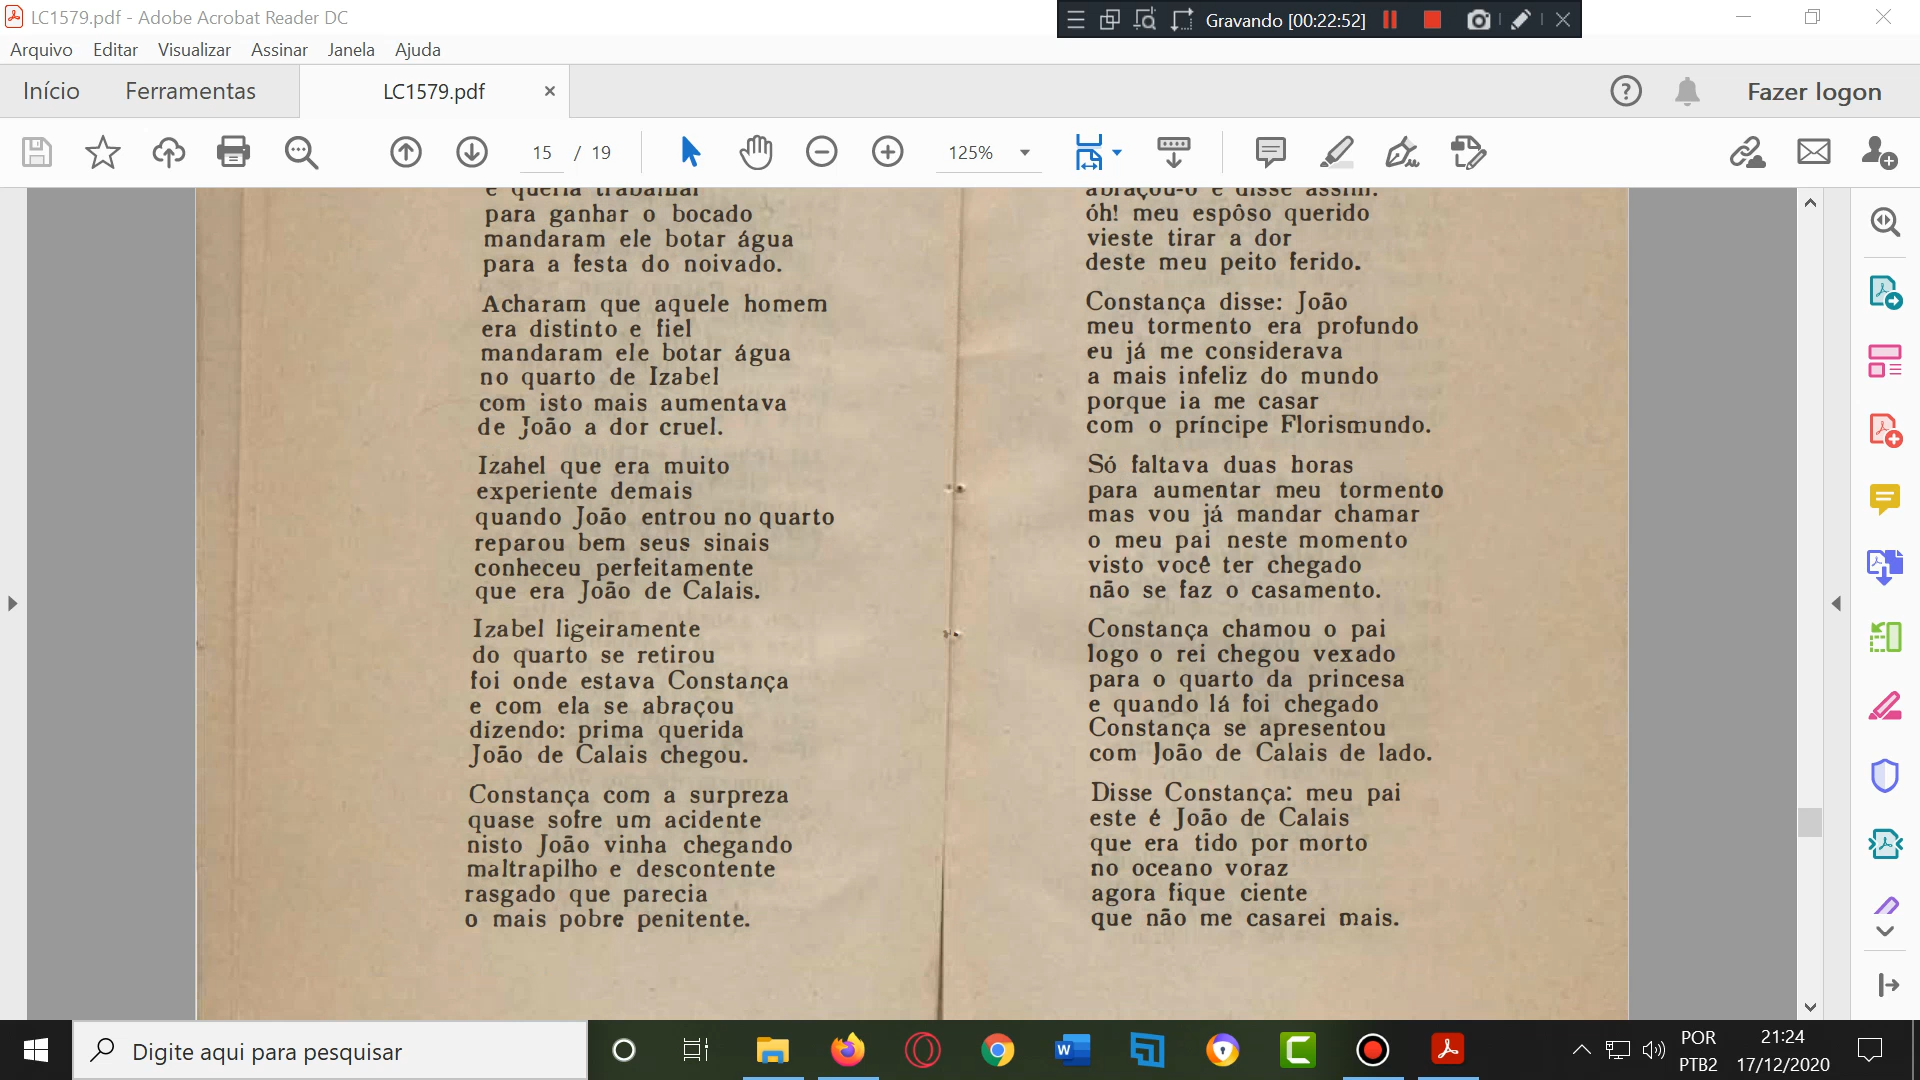 LC1579.pdf - Adobe Acrobat Reader DC
Gravando [00:22:52]
Arquivo Editar Visualizar Assinar Janela Ajuda
Início Ferramentas LC1579.pdf Fazer logon
15 / 19 125%
e queria trabalhar
para ganhar o bocado
mandaram ele botar água
para a festa do noivado.
Acharam que aquele homem
era distinto e fiel
mandaram ele botar água
no quarto de Izabel
com isto mais aumentava
de João a dor cruel.
Izahel que era muito
experiente demais
quando João entrou no quarto
reparou bem seus sinais
conheceu perfeitamente
que era João de Calais.
Izabel ligeiramente
do quarto se retirou
foi onde estava Constança
e com ela se abraçou
dizendo: prima querida
João de Calais chegou.
Constança com a surpreza
quase sofre um acidente
nisto João vinha chegando
maltrapilho e descontente
rasgado que parecia
o mais pobre penitente.
abraçou-o e disse assim:
óh! meu espôso querido
vieste tirar a dor
deste meu peito ferido.
Constança disse: João
meu tormento era profundo
eu já me considerava
a mais infeliz do mundo
porque ia me casar
com o príncipe Florismundo.
Só faltava duas horas
para aumentar meu tormento
mas vou já mandar chamar
o meu pai neste momento
visto você ter chegado
não se faz o casamento.
Constança chamou o pai
logo o rei chegou vexado
para o quarto da princesa
e quando lá foi chegado
Constança se apresentou
com João de Calais de lado.
Disse Constança: meu pai
este é João de Calais
que era tido por morto
no oceano voraz
agora fique ciente
que não me casarei mais.
Digite aqui para pesquisar
POR
PTB2
21:24
17/12/2020